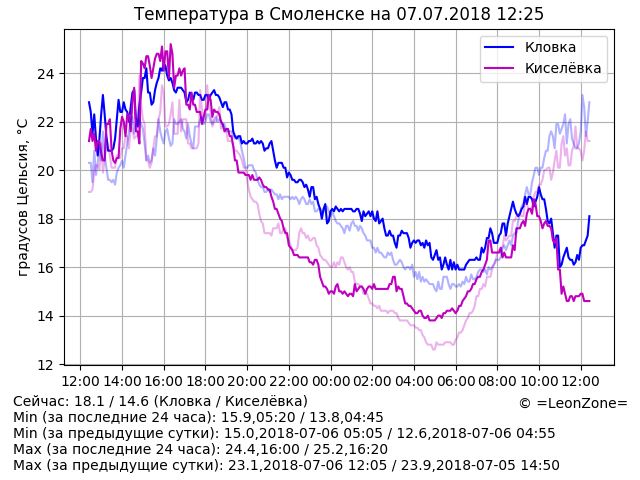 Температура в Смоленске на 07.07.2018 12:25
Кловка
Киселёвка
градусов Цельсия, °C
24
22
20
18
16
14
12
12:00 14:00 16:00 18:00 20:00 22:00 00:00 02:00 04:00 06:00 08:00 10:00 12:00
Сейчас: 18.1 / 14.6 (Кловка / Киселёвка)
© =LeonZone=
Min (за последние 24 часа): 15.9,05:20 / 13.8,04:45
Min (за предыдущие сутки): 15.0,2018-07-06 05:05 / 12.6,2018-07-06 04:55
Max (за последние 24 часа): 24.4,16:00 / 25.2,16:20
Max (за предыдущие сутки): 23.1,2018-07-06 12:05 / 23.9,2018-07-05 14:50